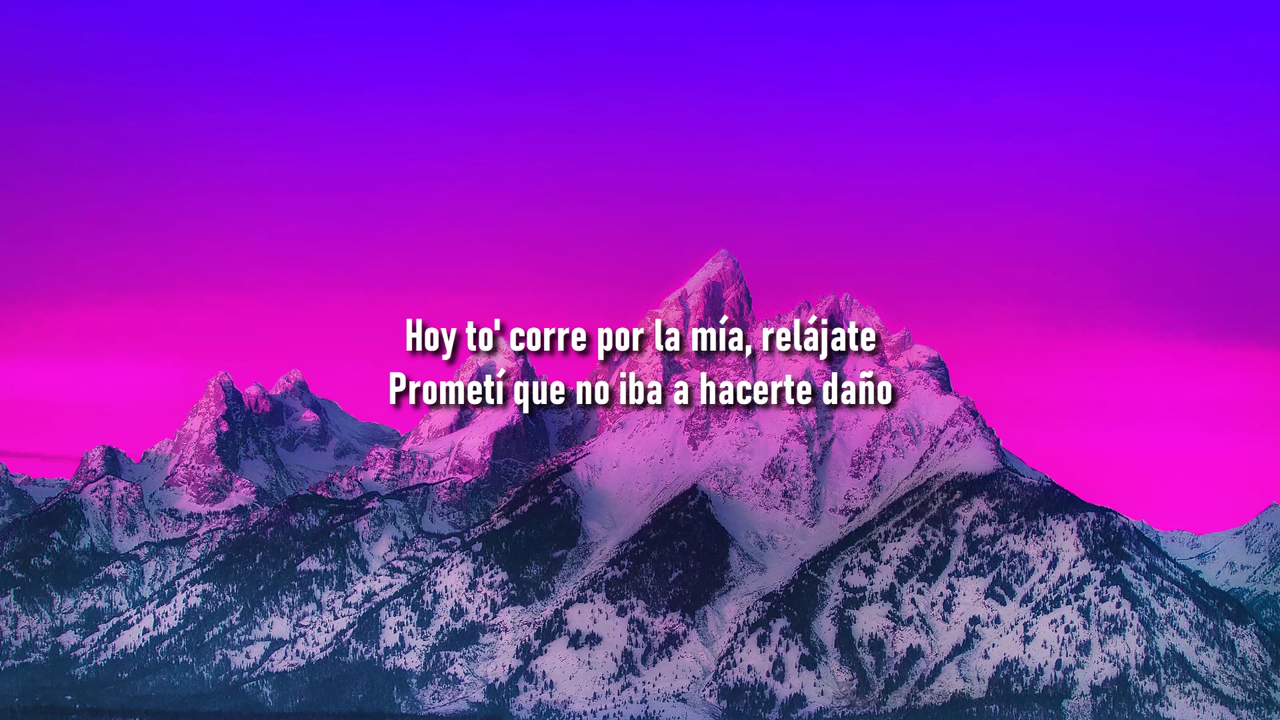 Hoy to' corre por la mía, relájate
Prometí que no iba a hacerte daño